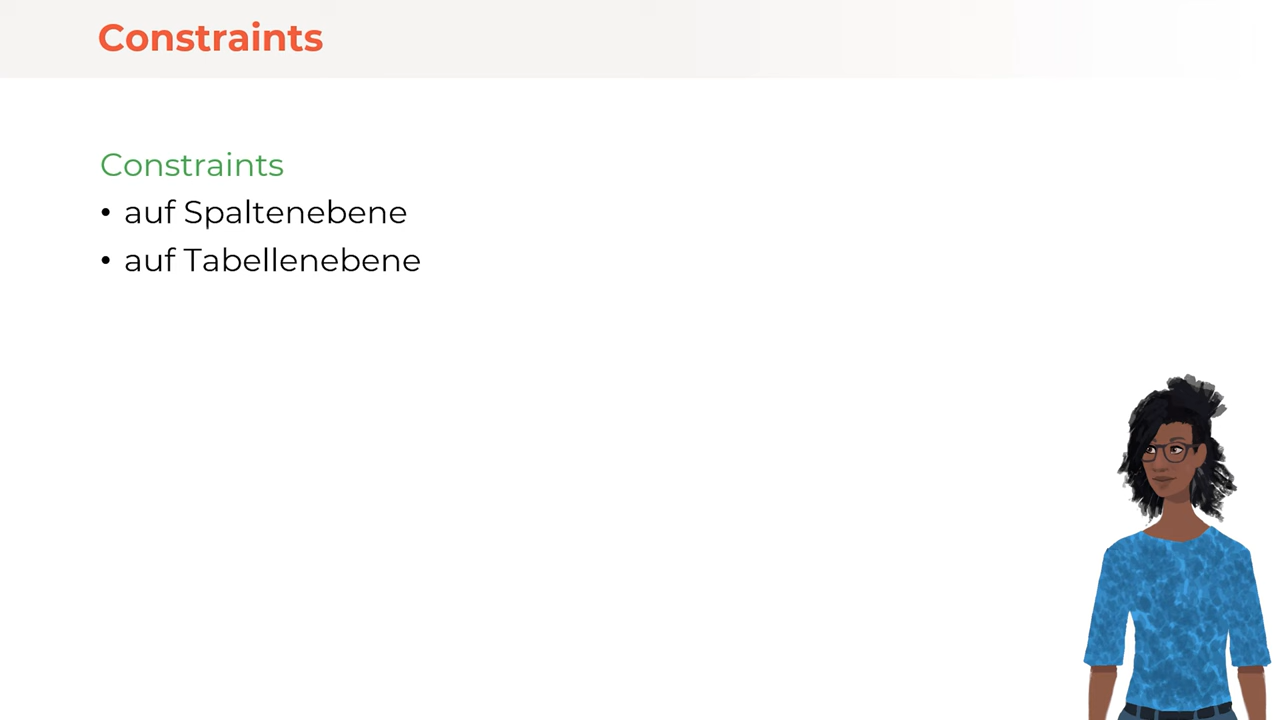 Constraints
Constraints
• auf Spaltenebene
• auf Tabellenebene